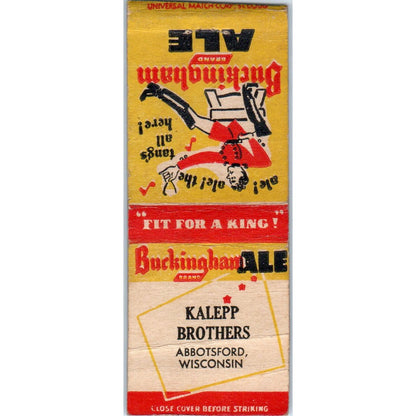 UNIVERSAL MATCH CORP., ST. LOUIS
Buckingham
BRAND
ALE
ale! ale! the
tang's
all
here!
"FIT FOR A KING!"
Buckingham ALE
BRAND
KALEPP
BROTHERS
ABBOTSFORD,
WISCONSIN
CLOSE COVER BEFORE STRIKING